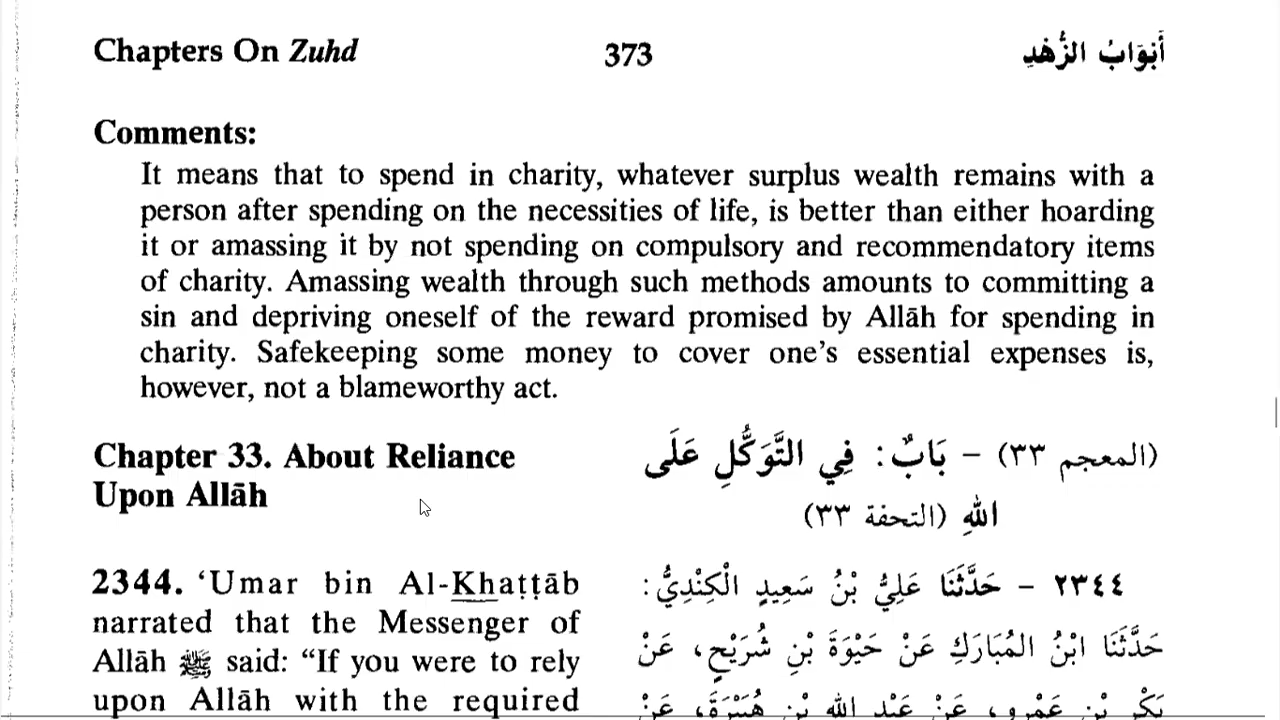 Chapters On Zuhd 373 أَبْوَابُ الزُّهْدِ
Comments:
It means that to spend in charity, whatever surplus wealth remains with a
person after spending on the necessities of life, is better than either hoarding
it or amassing it by not spending on compulsory and recommendatory items
of charity. Amassing wealth through such methods amounts to committing a
sin and depriving oneself of the reward promised by Allāh for spending in
charity. Safekeeping some money to cover one's essential expenses is,
however, not a blameworthy act.
Chapter 33. About Reliance
Upon Allāh
(المعجم ٣٣) - بَابٌ: فِي التَّوَكُّلِ عَلَى
اللهِ (التحفة ٣٣)
2344. ‘Umar bin Al-Khaṭṭāb
narrated that the Messenger of
Allāh ﷺ said: “If you were to rely
upon Allāh with the required
٢٣٤٤ - حَدَّثَنَا عَلِيُّ بْنُ سَعِيدٍ الْكِنْدِيُّ:
حَدَّثَنَا ابْنُ المُبَارَكِ عَنْ حَيْوَةَ بْنِ شُرَيْحٍ، عَنْ
بَكْرِ بْنِ عَمْرٍو، عَنْ عَبْدِ اللهِ بْنِ هُبَيْرَةَ، عَنْ